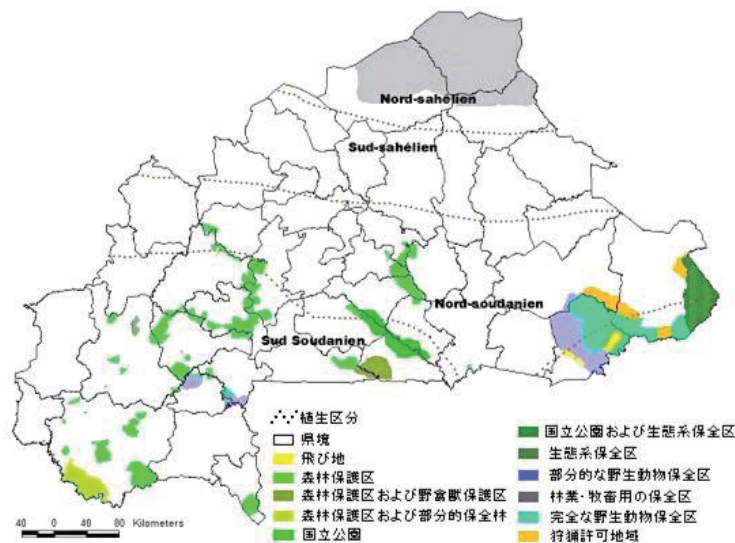 Nord-sahélien
Sud-sahélien
Nord-soudanien
Sud Soudanien
植生区分
県境
飛び地
森林保護区
森林保護区および野禽獣保護区
森林保護区および部分的保全林
国立公園
国立公園および生態系保全区
生態系保全区
部分的な野生動物保全区
林業・牧畜用の保全区
完全な野生動物保全区
狩猟許可地域
40 0 40 80 Kilometers